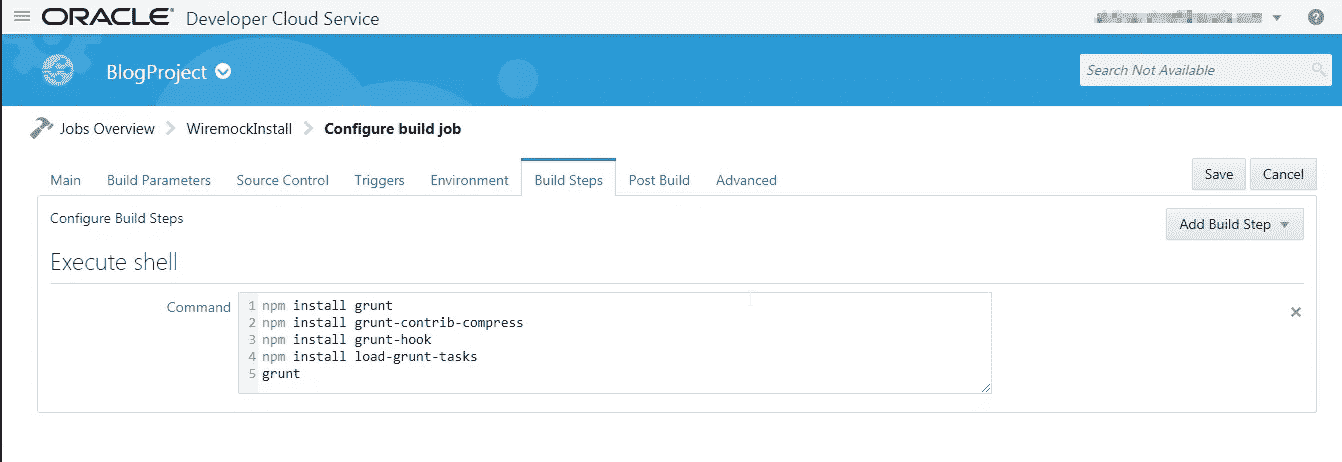 ORACLE® Developer Cloud Service
BlogProject
Search Not Available
Jobs Overview WiremockInstall Configure build job
Main Build Parameters Source Control Triggers Environment Build Steps Post Build Advanced Save Cancel
Configure Build Steps
Add Build Step
Execute shell
Command
1 npm install grunt
2 npm install grunt-contrib-compress
3 npm install grunt-hook
4 npm install load-grunt-tasks
5 grunt